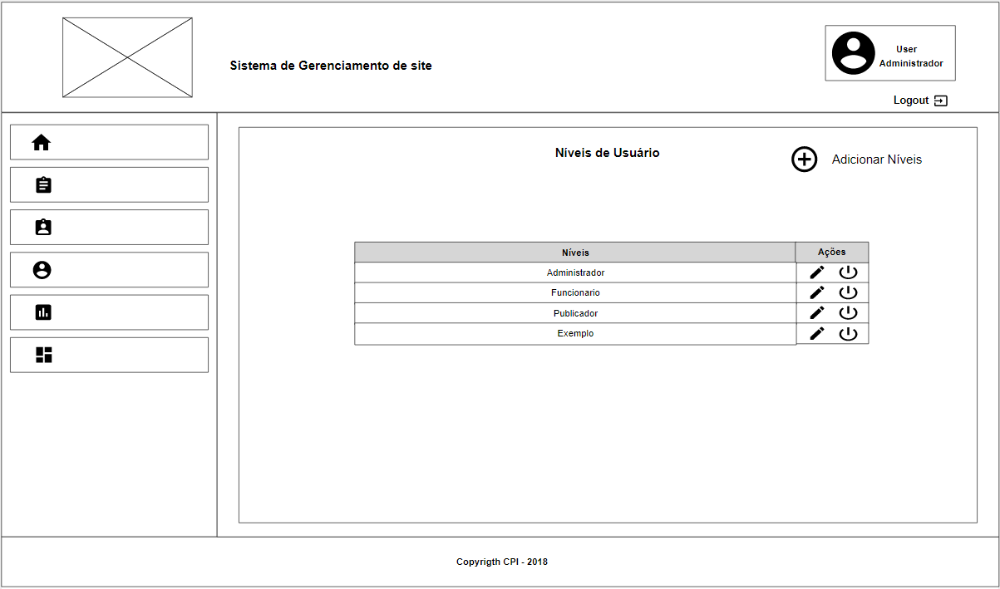 Sistema de Gerenciamento de site
User
Administrador
Logout
Níveis de Usuário
Adicionar Níveis
Níveis
Ações
Administrador
Funcionario
Publicador
Exemplo
Copyrigth CPI - 2018